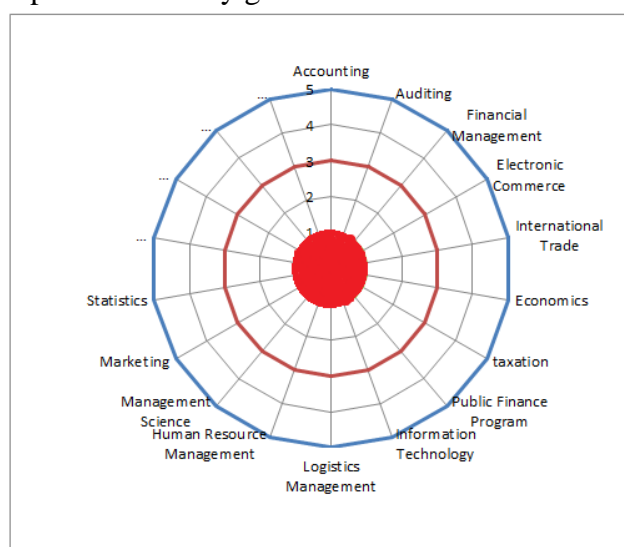 Accounting
5
Auditing
...
4
Financial
Management
...
3
Electronic
Commerce
...
2
International
Trade
...
1
Statistics
Economics
Marketing
taxation
Management
Science
Public Finance
Program
Human Resource
Management
Information
Technology
Logistics
Management